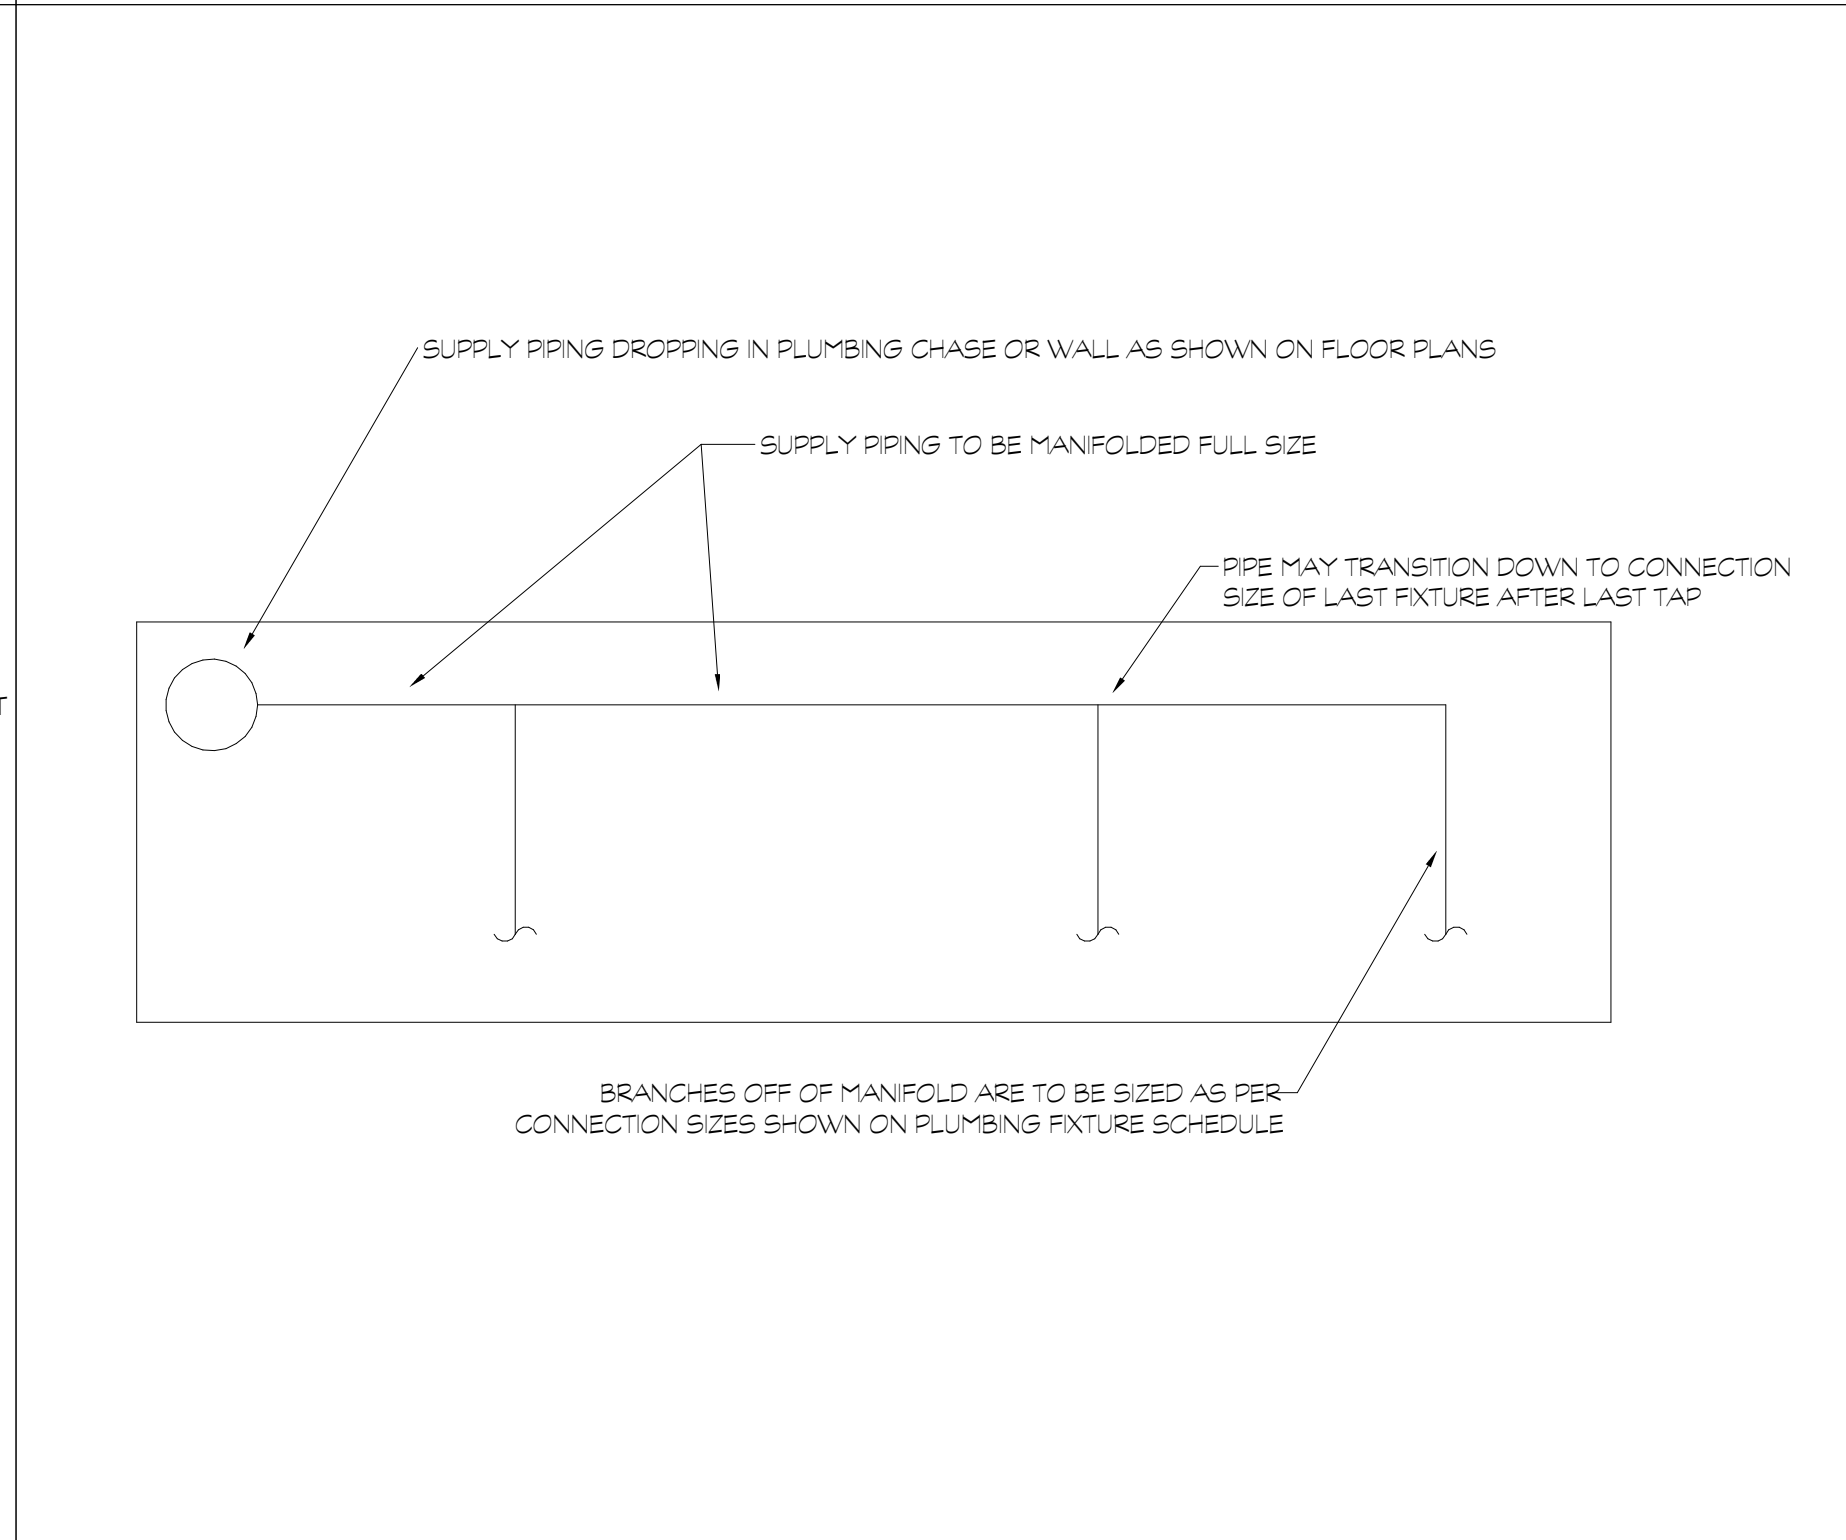 SUPPLY PIPING DROPPING IN PLUMBING CHASE OR WALL AS SHOWN ON FLOOR PLANS
SUPPLY PIPING TO BE MANIFOLDED FULL SIZE
PIPE MAY TRANSITION DOWN TO CONNECTION
SIZE OF LAST FIXTURE AFTER LAST TAP
T
BRANCHES OFF OF MANIFOLD ARE TO BE SIZED AS PER
CONNECTION SIZES SHOWN ON PLUMBING FIXTURE SCHEDULE